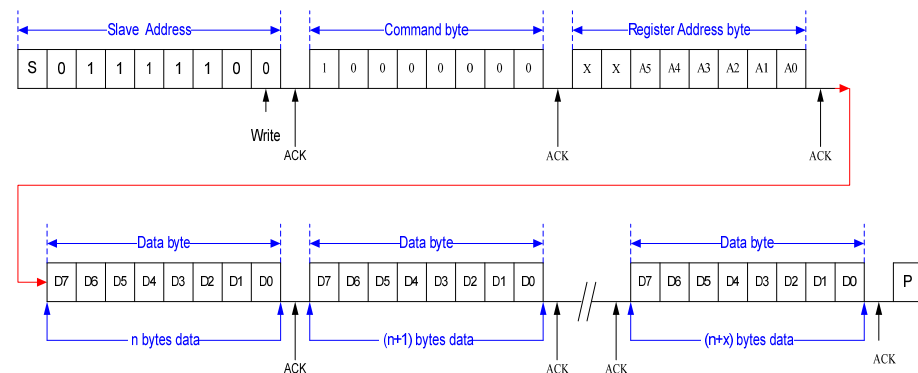 Slave Address Command byte Register Address byte
S 0 1 1 1 1 1 0 0 1 0 0 0 0 0 0 0 X X A5 A4 A3 A2 A1 A0
Write
ACK ACK ACK
Data byte Data byte Data byte
D7 D6 D5 D4 D3 D2 D1 D0 D7 D6 D5 D4 D3 D2 D1 D0 D7 D6 D5 D4 D3 D2 D1 D0 P
n bytes data (n+1) bytes data (n+x) bytes data
ACK ACK ACK ACK